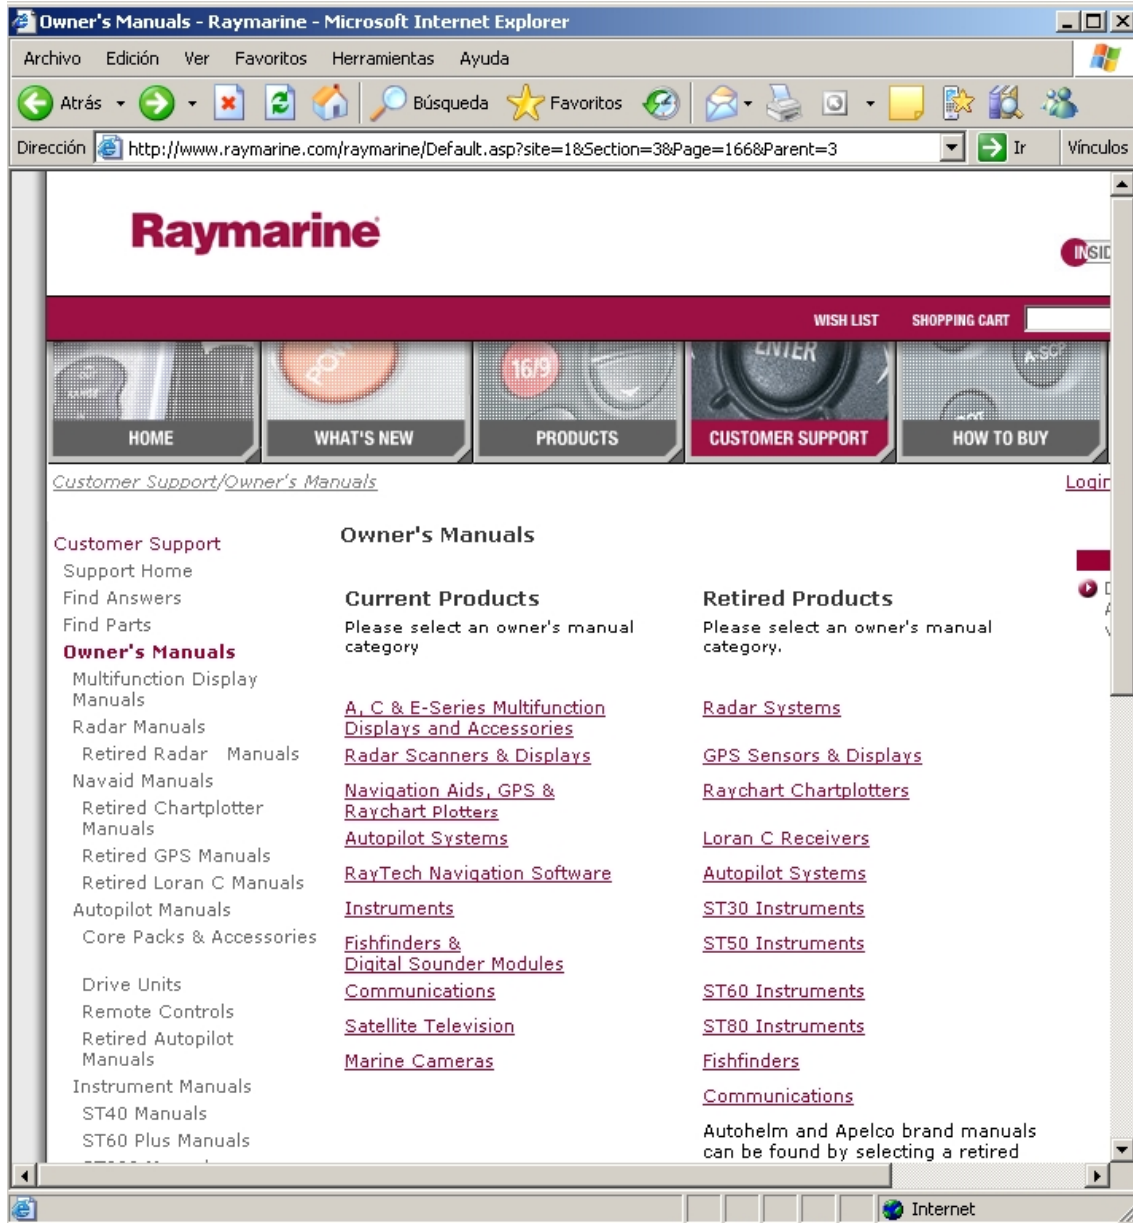 Owner's Manuals - Raymarine - Microsoft Internet Explorer
Archivo Edición Ver Favoritos Herramientas Ayuda
Atrás Búsqueda Favoritos
Dirección http://www.raymarine.com/raymarine/Default.asp?site=1&Section=3&Page=166&Parent=3 Ir Vínculos
Raymarine
WISH LIST SHOPPING CART
POW
16/9
ENTER
HOME WHAT'S NEW PRODUCTS CUSTOMER SUPPORT HOW TO BUY
Customer Support/Owner's Manuals
Login
Customer Support
Support Home
Find Answers
Find Parts
Owner's Manuals
Multifunction Display
Manuals
Radar Manuals
Retired Radar Manuals
Navaid Manuals
Retired Chartplotter
Manuals
Retired GPS Manuals
Retired Loran C Manuals
Autopilot Manuals
Core Packs & Accessories
Drive Units
Remote Controls
Retired Autopilot
Manuals
Instrument Manuals
ST40 Manuals
ST60 Plus Manuals
Owner's Manuals
Current Products
Please select an owner's manual
category
A, C & E-Series Multifunction
Displays and Accessories
Radar Scanners & Displays
Navigation Aids, GPS &
Raychart Plotters
Autopilot Systems
RayTech Navigation Software
Instruments
Fishfinders &
Digital Sounder Modules
Communications
Satellite Television
Marine Cameras
Retired Products
Please select an owner's manual
category.
Radar Systems
GPS Sensors & Displays
Raychart Chartplotters
Loran C Receivers
Autopilot Systems
ST30 Instruments
ST50 Instruments
ST60 Instruments
ST80 Instruments
Fishfinders
Communications
Autohelm and Apelco brand manuals
can be found by selecting a retired
Internet